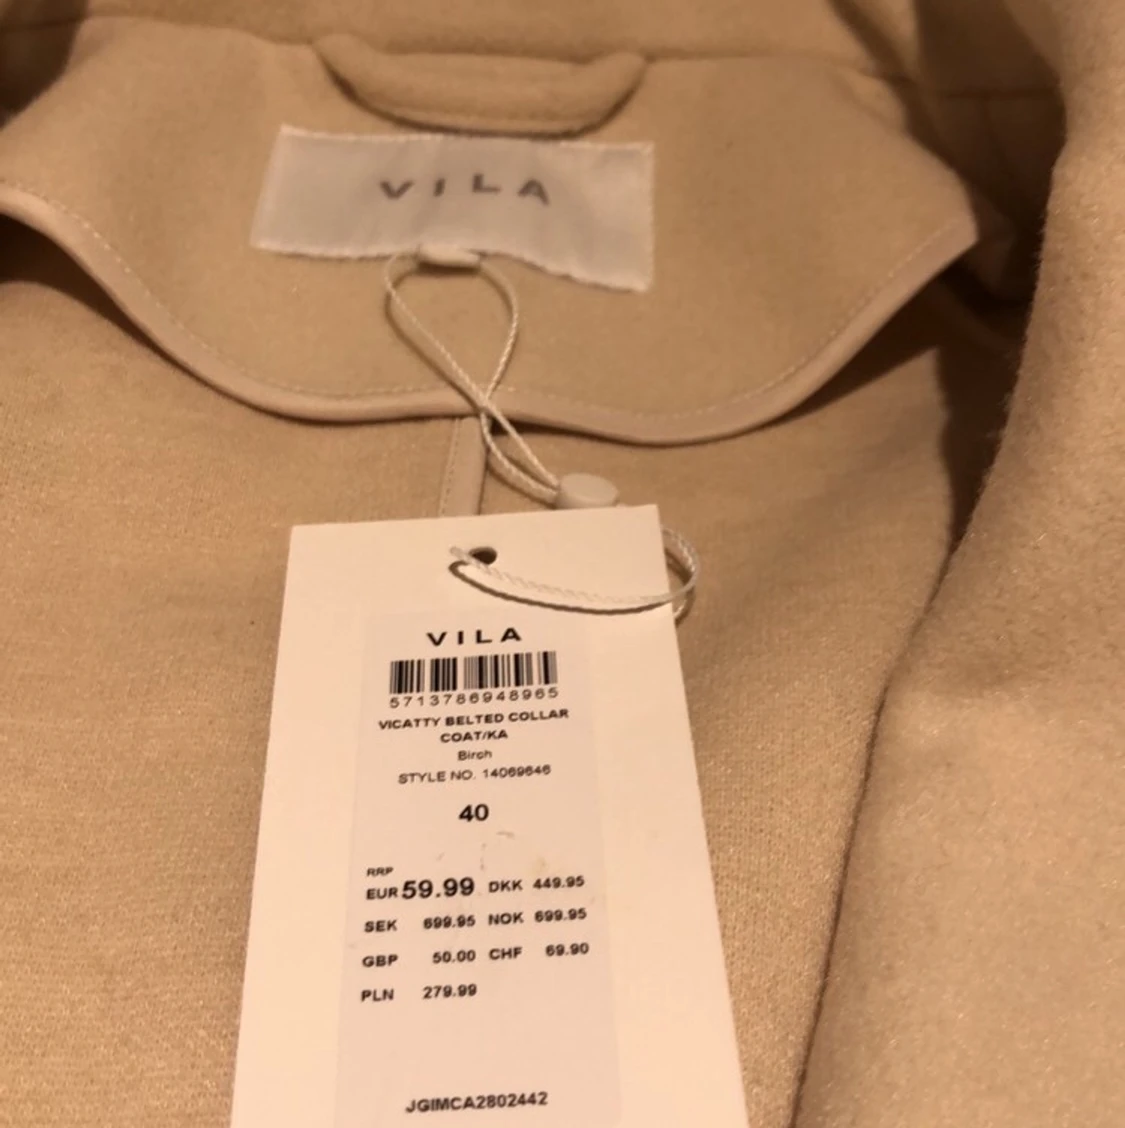 VILA
VILA
5713786948965
VICATTY BELTED COLLAR
COAT/KA
Birch
STYLE NO. 14069646
40
RRP
EUR 59.99 DKK 449.95
SEK 699.95 NOK 699.95
GBP 50.00 CHF 69.90
PLN 279.99
JGIMCA2802442